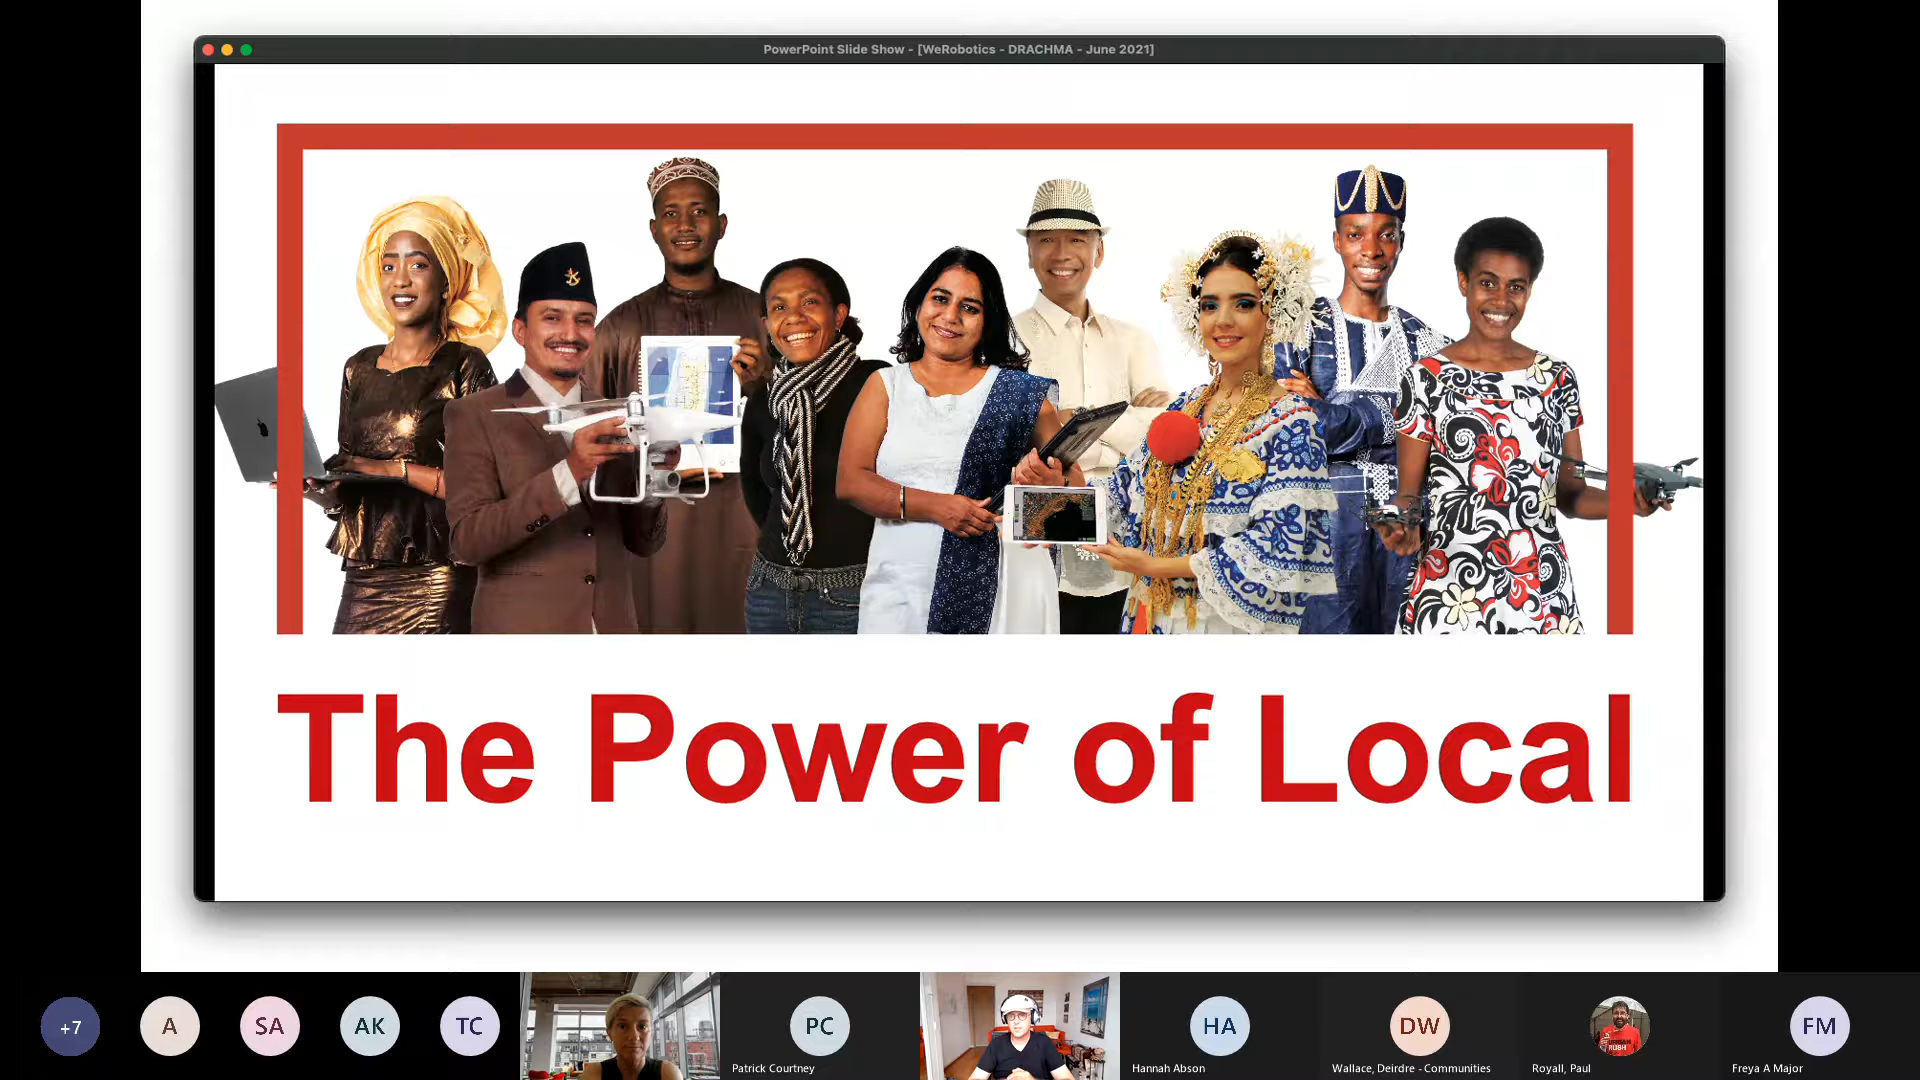 PowerPoint Slide Show - [WeRobotics - DRACHMA - June 2021]
The Power of Local
+7
A
SA
AK
TC
PC
Patrick Courtney
HA
Hannah Abson
DW
Wallace, Deirdre - Communities
Royall, Paul
FM
Freya A Major